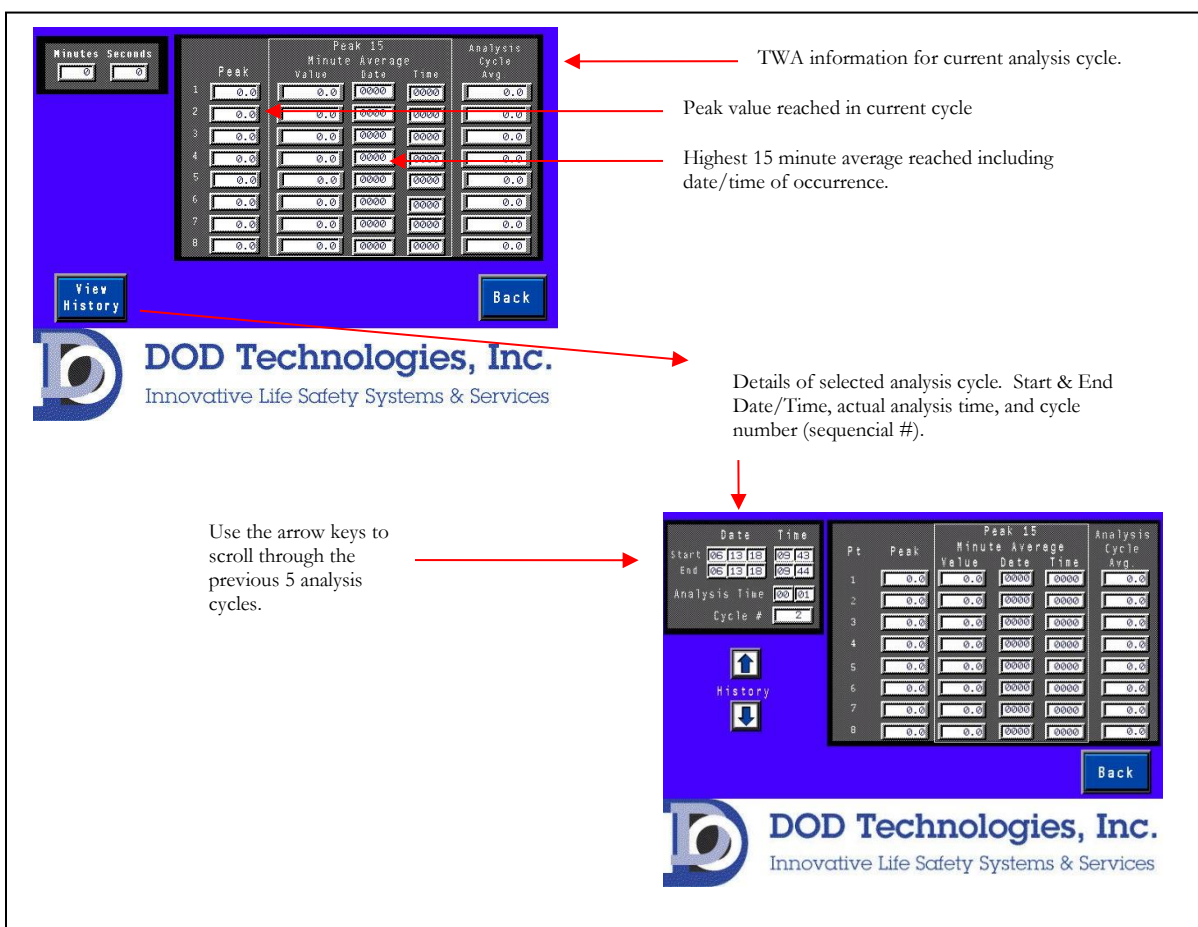 Minutes Seconds
0 0
Peak 15
Minute Average
Analysis
Cycle
Avg
Peak Value Date Time
1 0.0 0.0 0000 0000 0.0
2 0.0 0.0 0000 0000 0.0
3 0.0 0.0 0000 0000 0.0
4 0.0 0.0 0000 0000 0.0
5 0.0 0.0 0000 0000 0.0
6 0.0 0.0 0000 0000 0.0
7 0.0 0.0 0000 0000 0.0
8 0.0 0.0 0000 0000 0.0
View
History
Back
TWA information for current analysis cycle.
Peak value reached in current cycle
Highest 15 minute average reached including
date/time of occurrence.
D
DOD Technologies, Inc.
Innovative Life Safety Systems & Services
Details of selected analysis cycle. Start & End
Date/Time, actual analysis time, and cycle
number (sequencial #).
Use the arrow keys to
scroll through the
previous 5 analysis
cycles.
Date Time
Start 06 13 18 09 43
End 06 13 18 09 44
Analysis Time 00 01
Cycle # 2
History
Peak 15
Minute Average
Analysis
Cycle
Avg.
Pt Peak Value Date Time
1 0.0 0.0 0000 0000 0.0
2 0.0 0.0 0000 0000 0.0
3 0.0 0.0 0000 0000 0.0
4 0.0 0.0 0000 0000 0.0
5 0.0 0.0 0000 0000 0.0
6 0.0 0.0 0000 0000 0.0
7 0.0 0.0 0000 0000 0.0
8 0.0 0.0 0000 0000 0.0
Back
D
DOD Technologies, Inc.
Innovative Life Safety Systems & Services